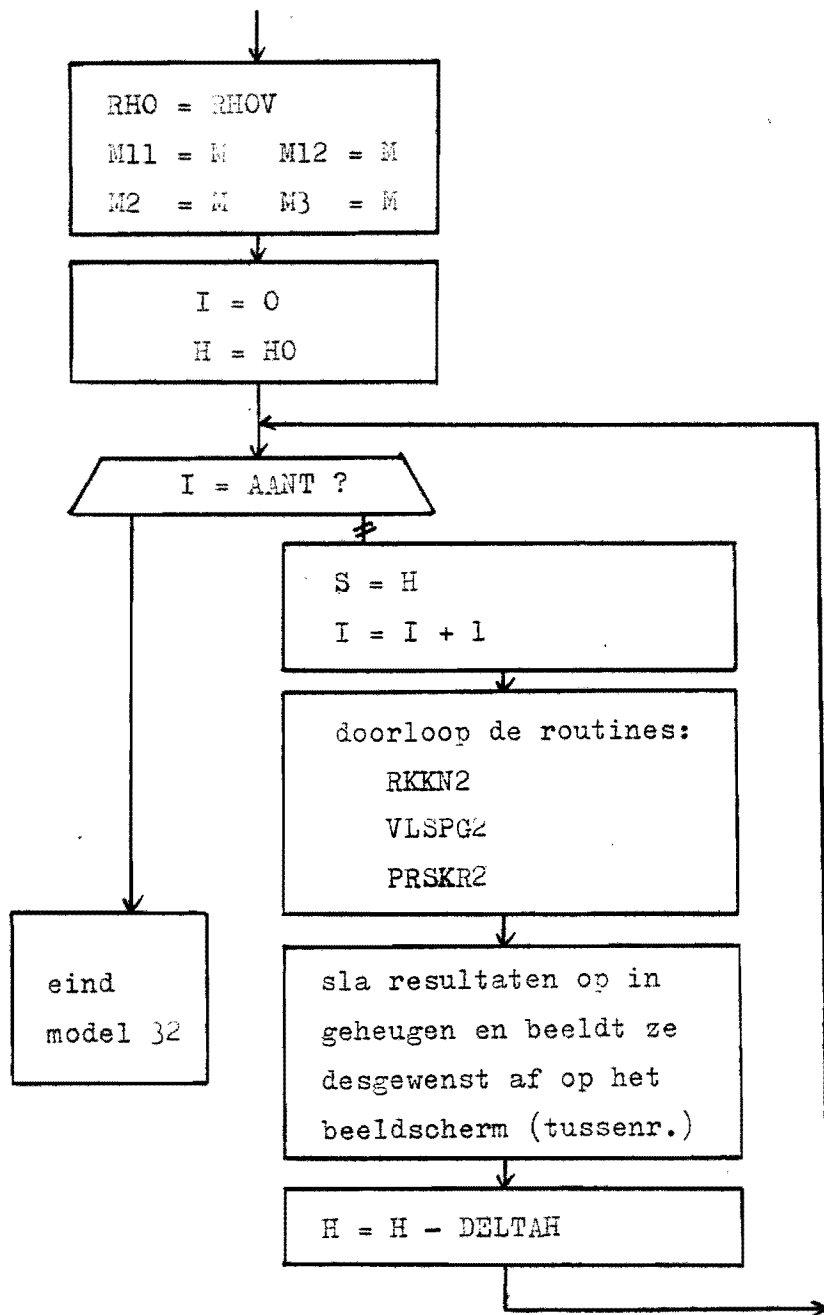 RHO = RHOV
M11 = M M12 = M
M2 = M M3 = M
I = 0
H = HO
I = AANT ?
≠
S = H
I = I + 1
doorloop de routines:
RKKN2
VLSPG2
PRSKR2
eind
model 32
sla resultaten op in
geheugen en beeldt ze
desgewenst af op het
beeldscherm (tussenr.)
H = H - DELTAH